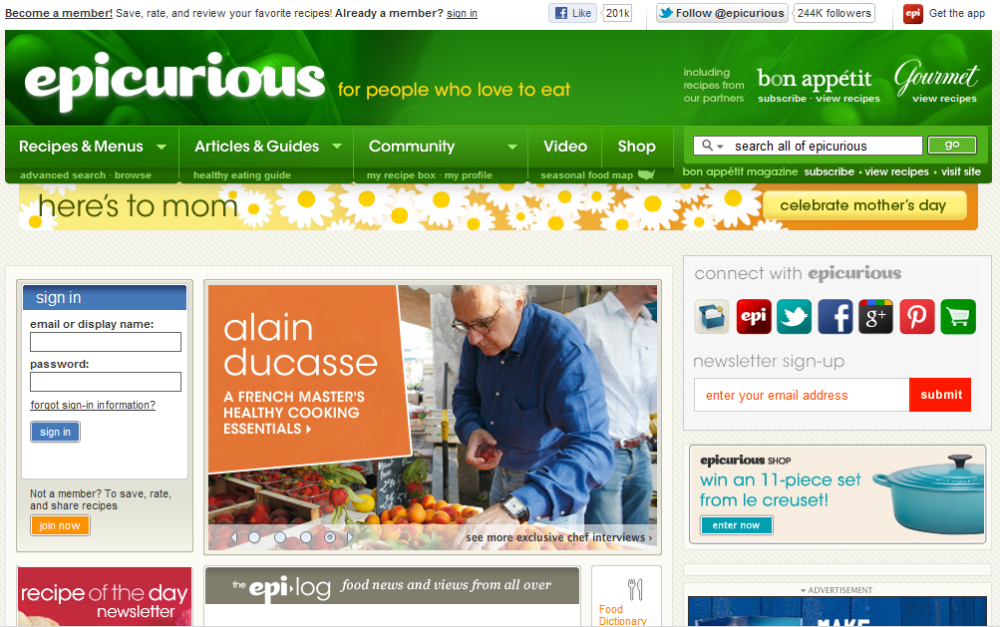 Become a member! Save, rate, and review your favorite recipes! Already a member? sign in
Like 201k
Follow @epicurious 244K followers
epi Get the app
epicurious for people who love to eat
including
recipes from
our partners
bon appétit
subscribe · view recipes
Gourmet
view recipes
Recipes & Menus
advanced search · browse
Articles & Guides
healthy eating guide
Community
my recipe box · my profile
Video
Shop
seasonal food map
search all of epicurious
go
bon appétit magazine subscribe • view recipes • visit site
here's to mom
celebrate mother's day
sign in
email or display name:
password:
forgot sign-in information?
sign in
Not a member? To save, rate,
and share recipes
join now
alain
ducasse
A FRENCH MASTER'S
HEALTHY COOKING
ESSENTIALS
see more exclusive chef interviews ›
connect with epicurious
epi
f
g+
newsletter sign-up
enter your email address
submit
epicurious SHOP
win an 11-piece set
from le creuset!
enter now
recipe of the day
newsletter
the epi·log food news and views from all over
Food
Dictionary
ADVERTISEMENT
MAKE